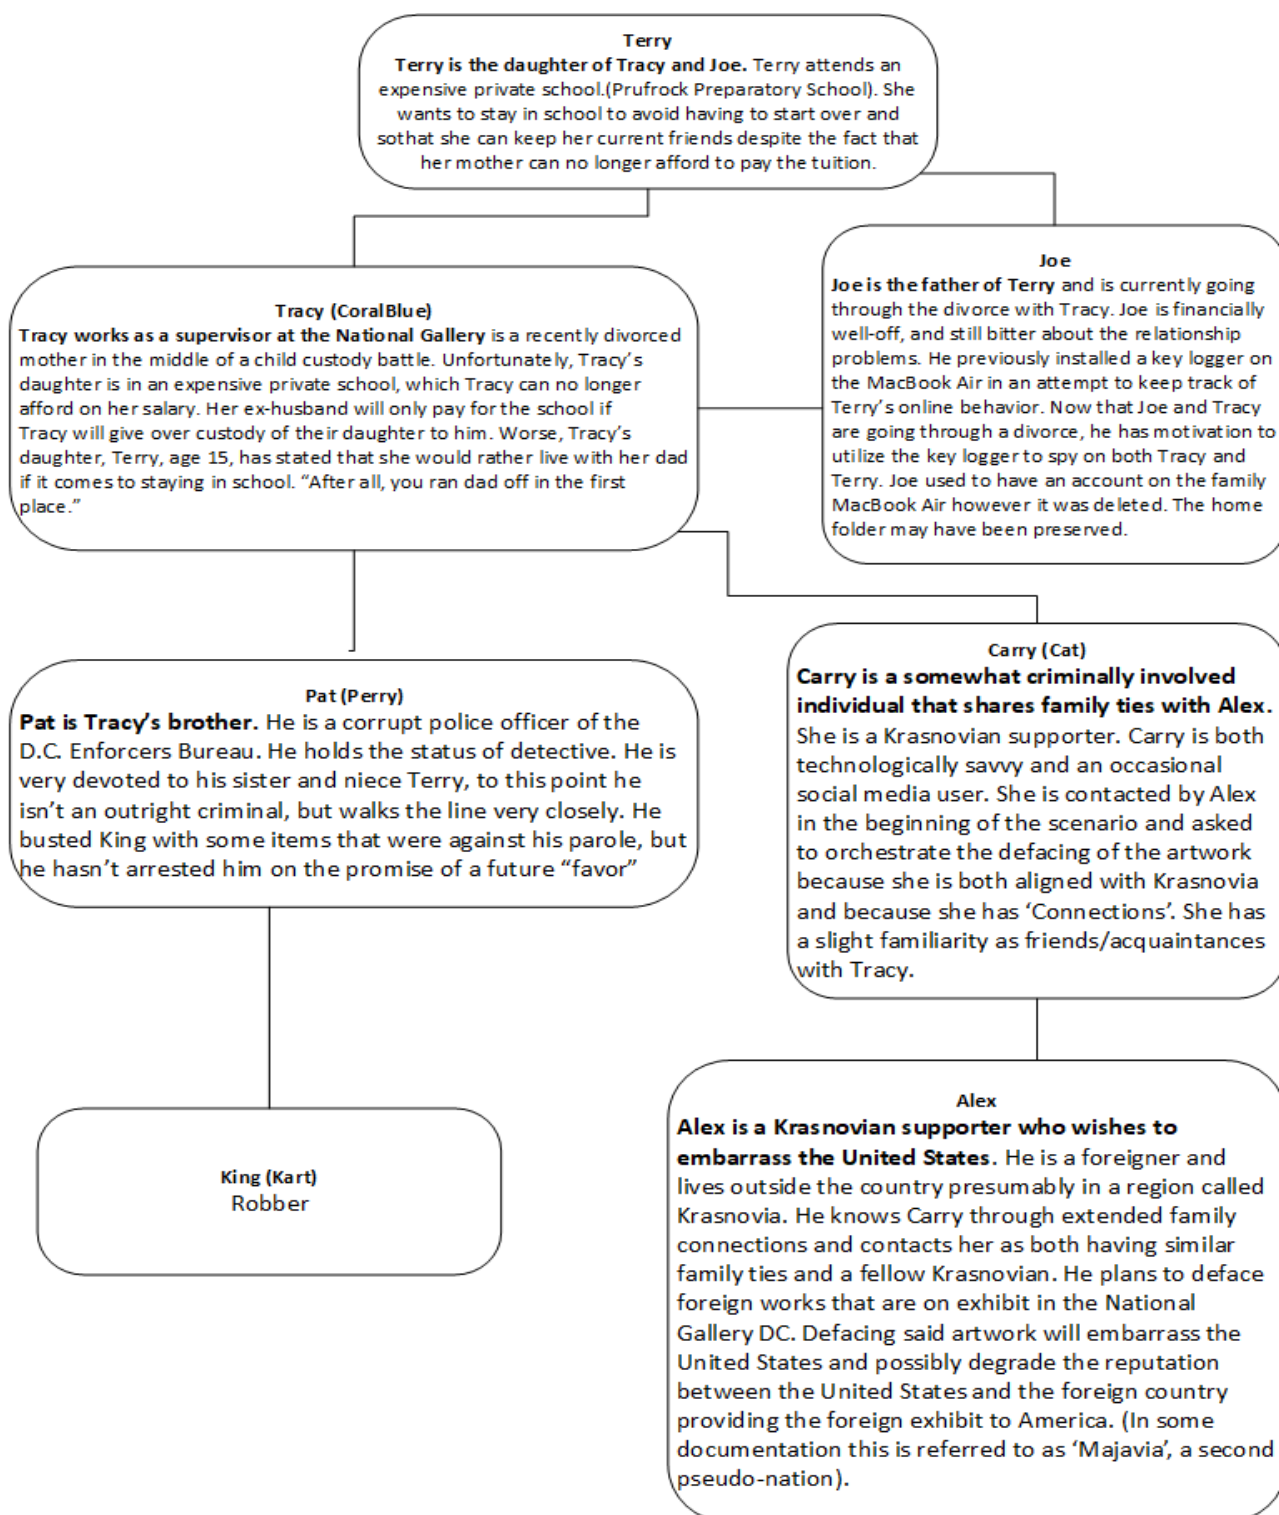 Terry
Terry is the daughter of Tracy and Joe. Terry attends an
expensive private school.(Prufrock Preparatory School). She
wants to stay in school to avoid having to start over and
sothat she can keep her current friends despite the fact that
her mother can no longer afford to pay the tuition.
Joe
Joe is the father of Terry and is currently going
through the divorce with Tracy. Joe is financially
well-off, and still bitter about the relationship
problems. He previously installed a key logger on
the MacBook Air in an attempt to keep track of
Terry's online behavior. Now that Joe and Tracy
are going through a divorce, he has motivation to
utilize the key logger to spy on both Tracy and
Terry. Joe used to have an account on the family
MacBook Air however it was deleted. The home
folder may have been preserved.
Tracy (CoralBlue)
Tracy works as a supervisor at the National Gallery is a recently divorced
mother in the middle of a child custody battle. Unfortunately, Tracy's
daughter is in an expensive private school, which Tracy can no longer
afford on her salary. Her ex-husband will only pay for the school if
Tracy will give over custody of their daughter to him. Worse, Tracy's
daughter, Terry, age 15, has stated that she would rather live with her dad
if it comes to staying in school. “After all, you ran dad off in the first
place.”
Carry (Cat)
Carry is a somewhat criminally involved
individual that shares family ties with Alex.
She is a Krasnovian supporter. Carry is both
technologically savvy and an occasional
social media user. She is contacted by Alex
in the beginning of the scenario and asked
to orchestrate the defacing of the artwork
because she is both aligned with Krasnovia
and because she has ‘Connections’. She has
a slight familiarity as friends/acquaintances
with Tracy.
Pat (Perry)
Pat is Tracy's brother. He is a corrupt police officer of the
D.C. Enforcers Bureau. He holds the status of detective. He is
very devoted to his sister and niece Terry, to this point he
isn't an outright criminal, but walks the line very closely. He
busted King with some items that were against his parole, but
he hasn't arrested him on the promise of a future “favor”
Alex
Alex is a Krasnovian supporter who wishes to
embarrass the United States. He is a foreigner and
lives outside the country presumably in a region called
Krasnovia. He knows Carry through extended family
connections and contacts her as both having similar
family ties and a fellow Krasnovian. He plans to deface
foreign works that are on exhibit in the National
Gallery DC. Defacing said artwork will embarrass the
United States and possibly degrade the reputation
between the United States and the foreign country
providing the foreign exhibit to America. (In some
documentation this is referred to as ‘Majavia’, a second
pseudo-nation).
King (Kart)
Robber